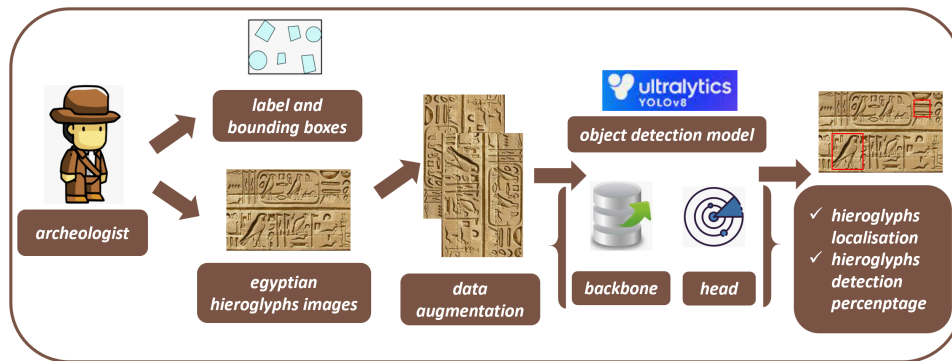 label and
bounding boxes
archeologist
egyptian
hieroglyphs images
data
augmentation
ultralytics
YOLOv8
object detection model
backbone
head
✓ hieroglyphs
localisation
✓ hieroglyphs
detection
percenptage